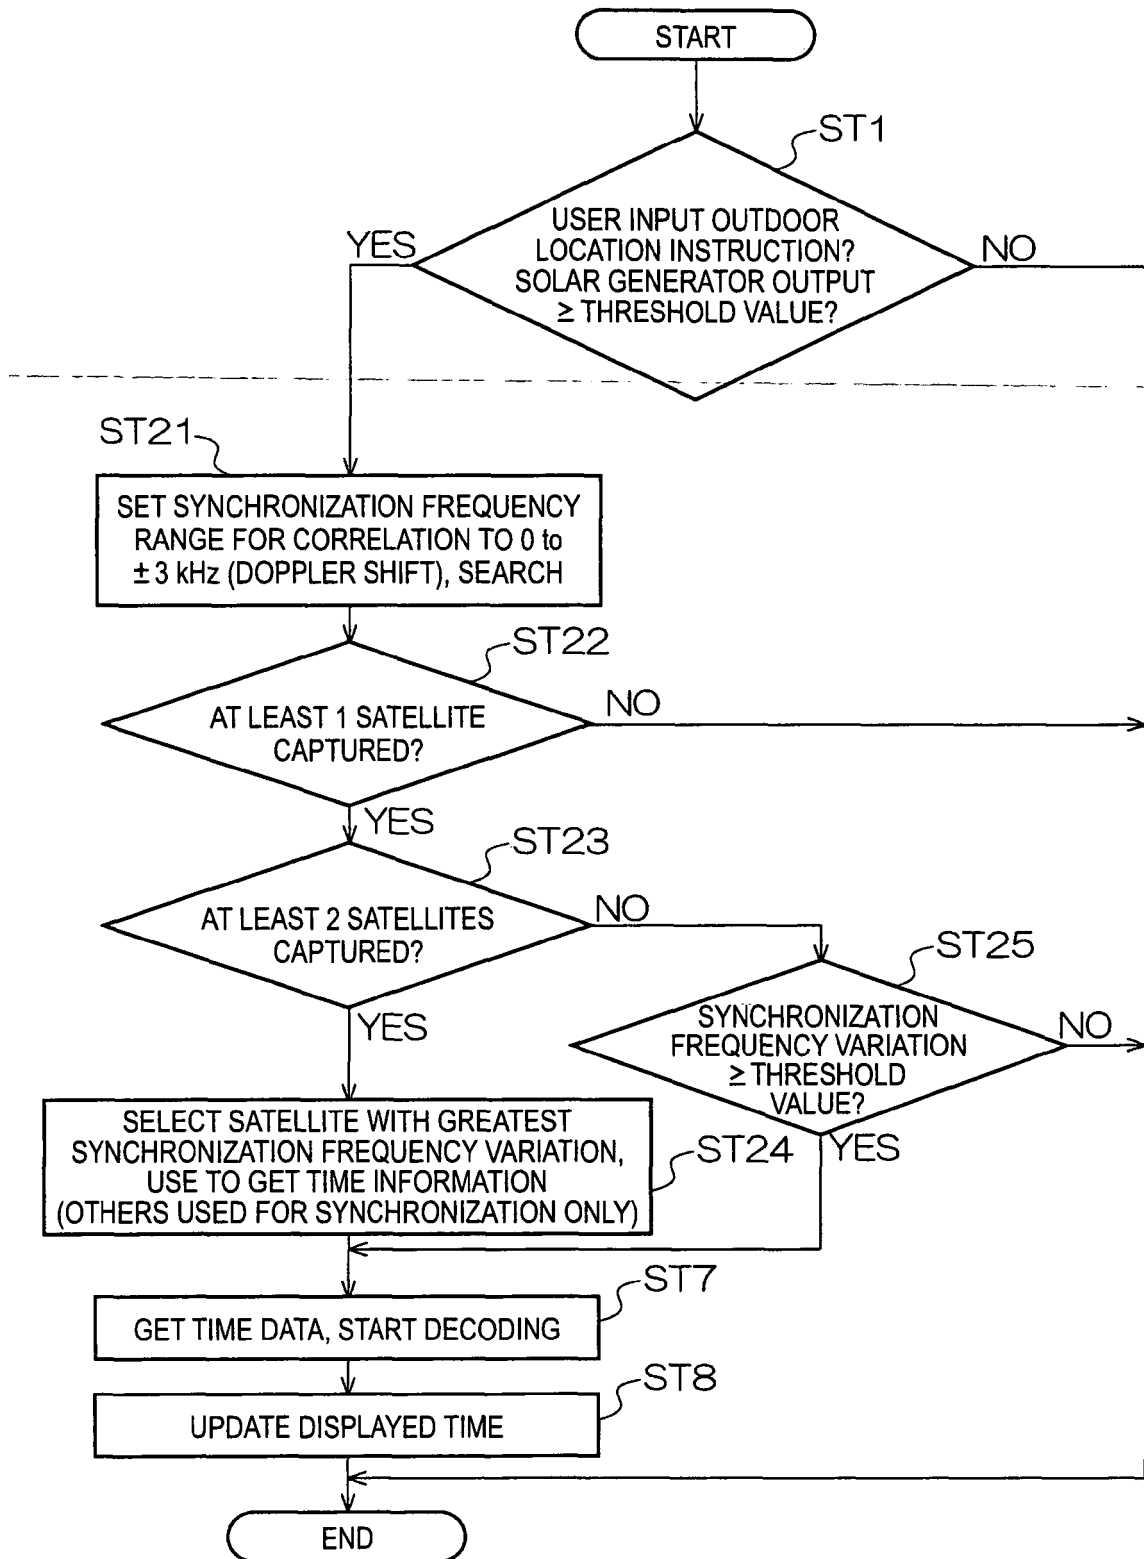 START
ST1
USER INPUT OUTDOOR
LOCATION INSTRUCTION?
SOLAR GENERATOR OUTPUT
≥ THRESHOLD VALUE?
YES
NO
ST21
SET SYNCHRONIZATION FREQUENCY
RANGE FOR CORRELATION TO 0 to
±3 kHz (DOPPLER SHIFT), SEARCH
ST22
AT LEAST 1 SATELLITE
CAPTURED?
NO
YES
ST23
AT LEAST 2 SATELLITES
CAPTURED?
NO
YES
ST25
SYNCHRONIZATION
FREQUENCY VARIATION
≥ THRESHOLD
VALUE?
NO
YES
SELECT SATELLITE WITH GREATEST
SYNCHRONIZATION FREQUENCY VARIATION,
USE TO GET TIME INFORMATION
(OTHERS USED FOR SYNCHRONIZATION ONLY)
ST24
ST7
GET TIME DATA, START DECODING
ST8
UPDATE DISPLAYED TIME
END